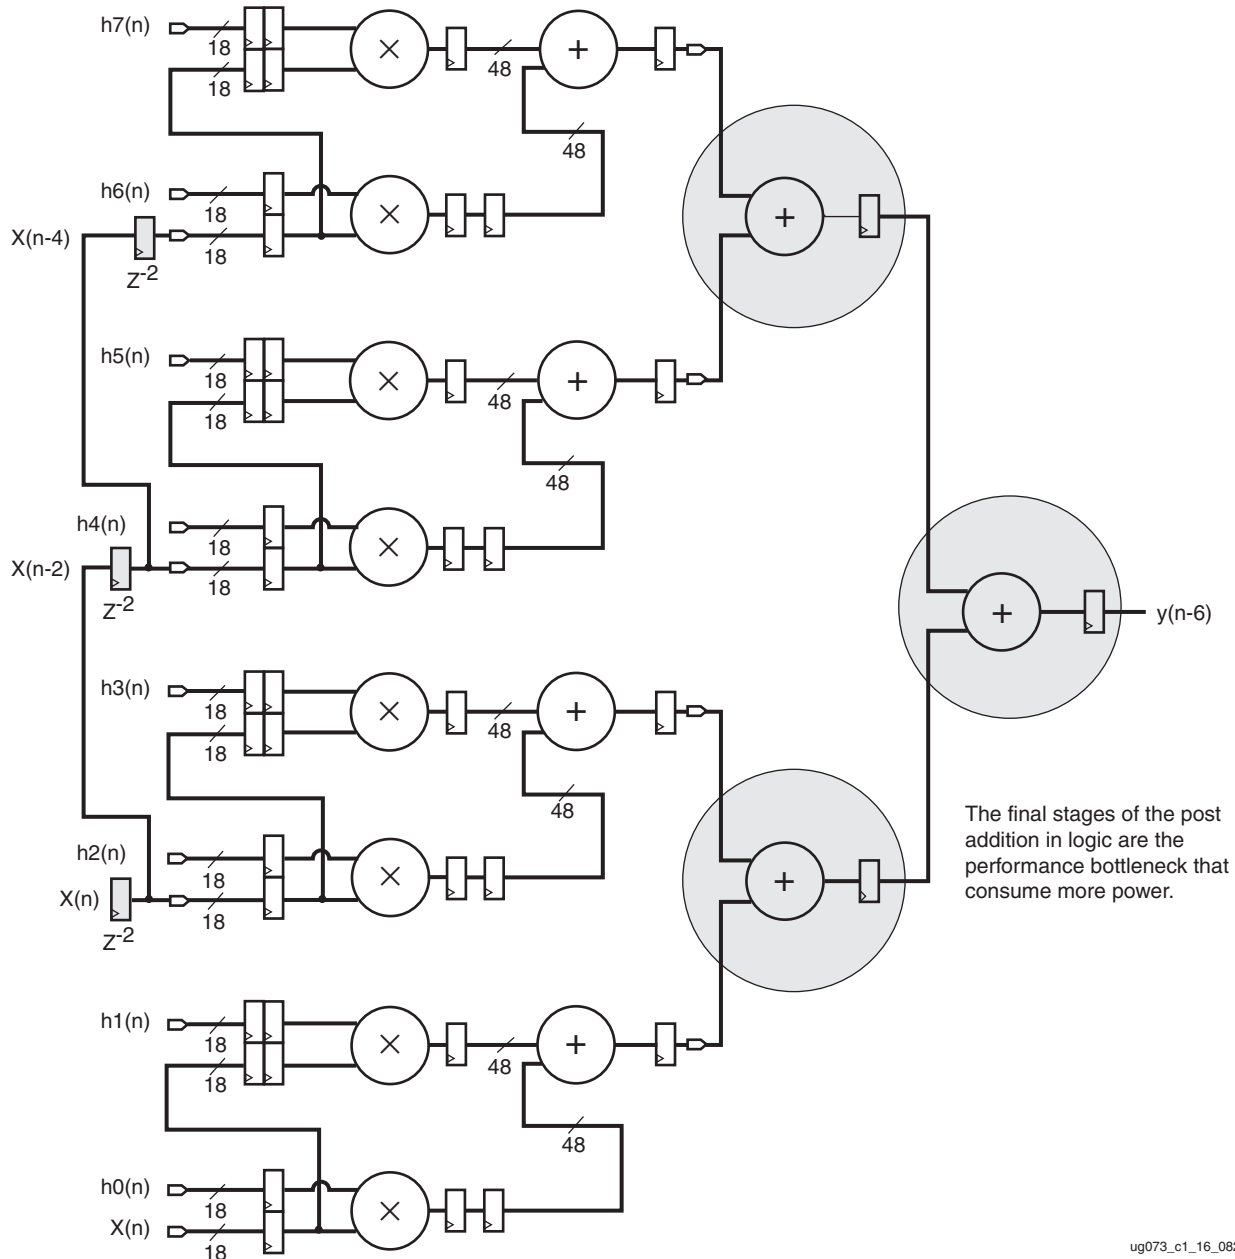 h7(n)
18
18
×
48
+
48
h6(n)
18
X(n-4)
18
×
Z-2
+
h5(n)
18
18
×
48
+
48
h4(n)
18
X(n-2)
18
×
Z-2
+
y(n-6)
h3(n)
18
18
×
48
+
48
h2(n)
18
X(n)
18
×
Z-2
+
The final stages of the post
addition in logic are the
performance bottleneck that
consume more power.
h1(n)
18
18
×
48
+
48
h0(n)
18
X(n)
18
×
ug073_c1_16_082